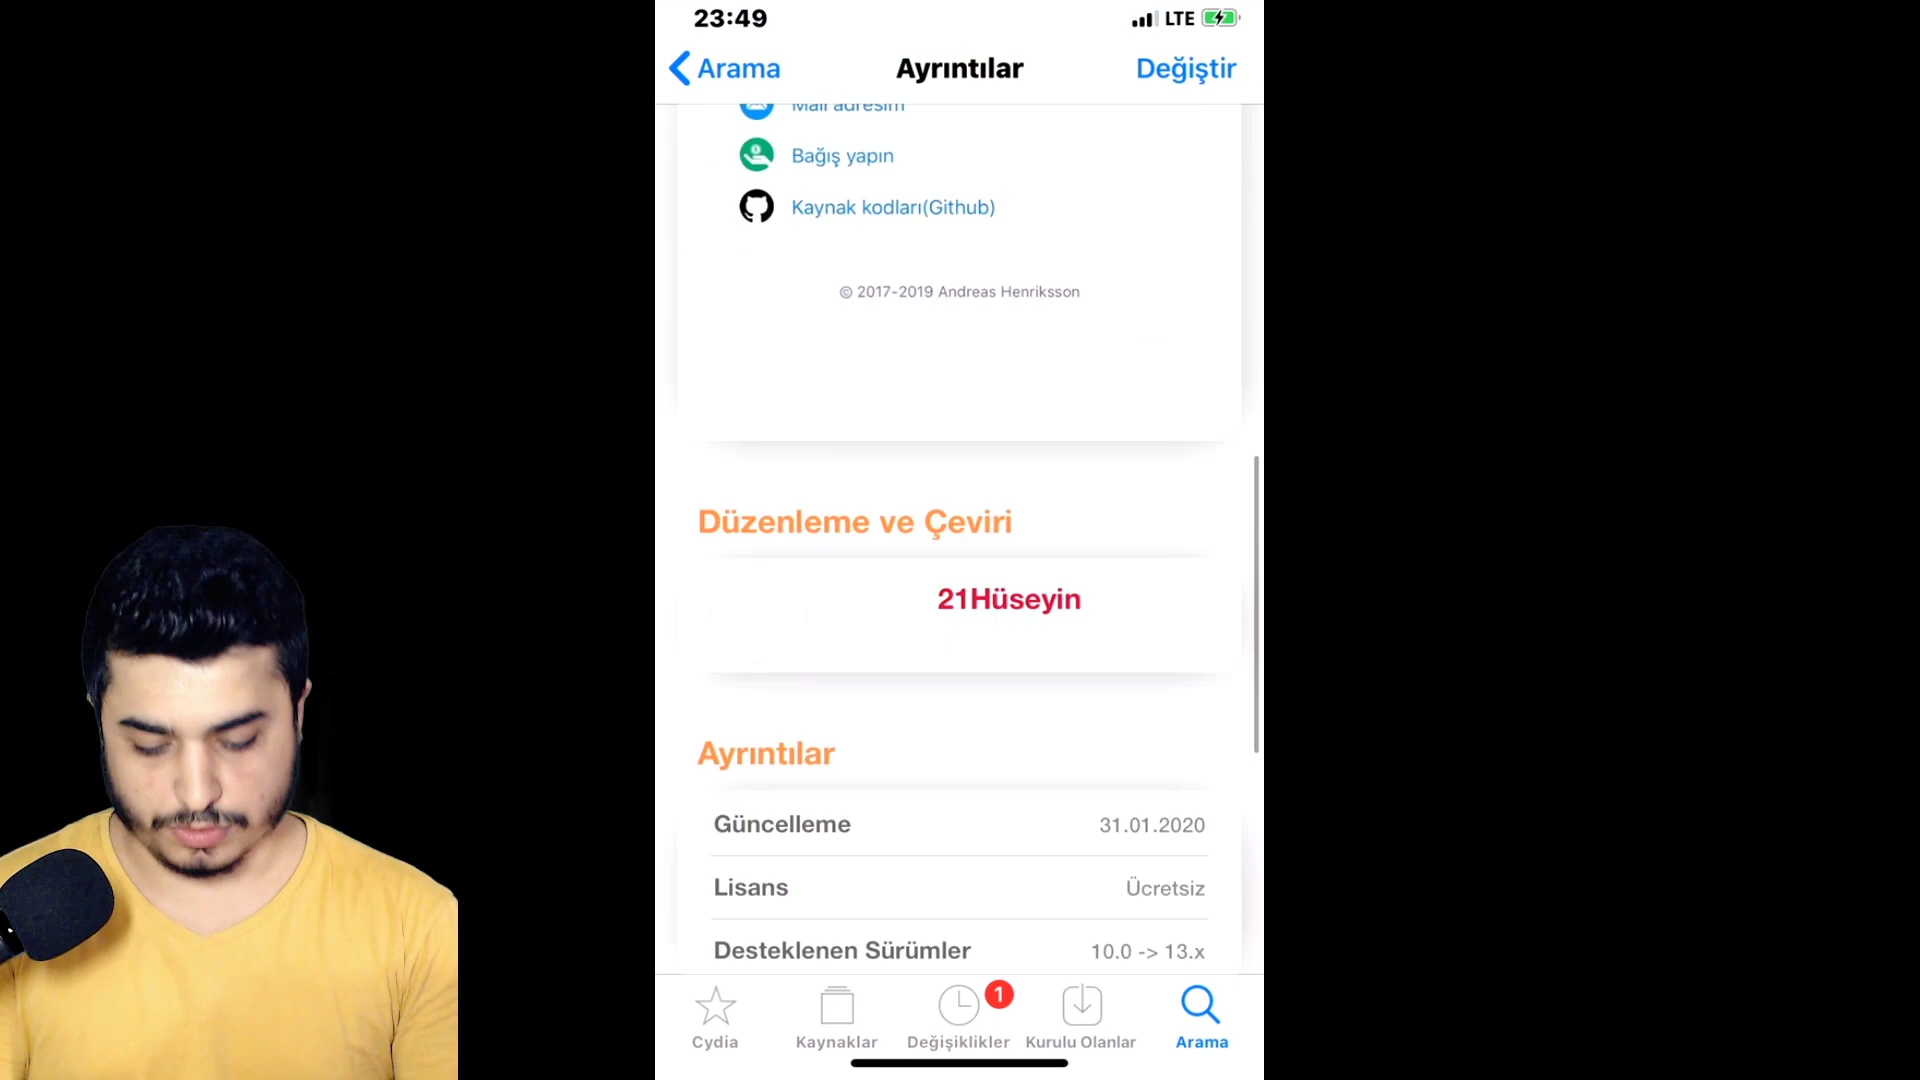 23:49
LTE
Arama
Ayrıntılar
Değiştir
Mail adresim
Bağış yapın
Kaynak kodları(Github)
© 2017-2019 Andreas Henriksson
Düzenleme ve Çeviri
21Hüseyin
Ayrıntılar
Güncelleme 31.01.2020
Lisans Ücretsiz
Desteklenen Sürümler 10.0 -> 13.x
1
Cydia Kaynaklar Değişiklikler Kurulu Olanlar Arama